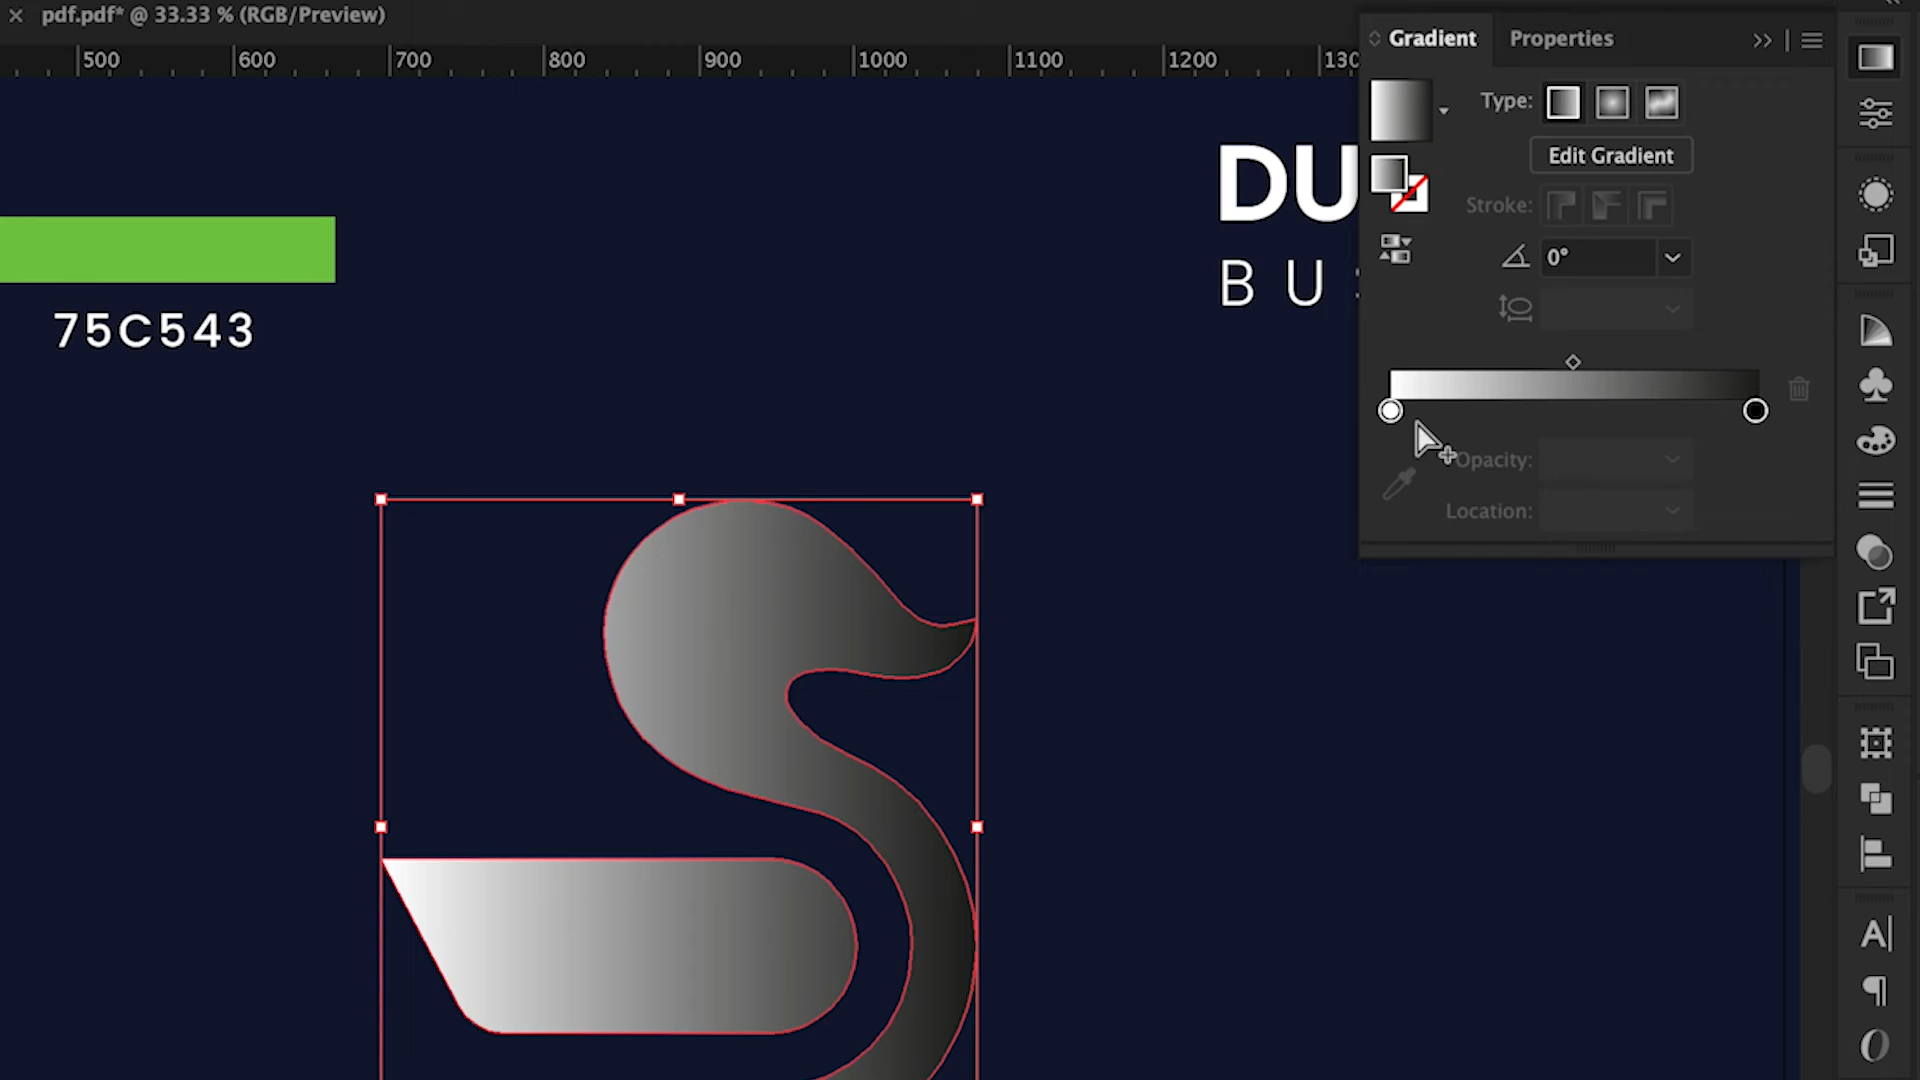 pdf.pdf* @ 33.33 % (RGB/Preview)
500 600 700 800 900 1000 1100 1200 130
Gradient Properties
Type:
Edit Gradient
Stroke:
0°
Opacity:
Location:
DU
BU
75C543